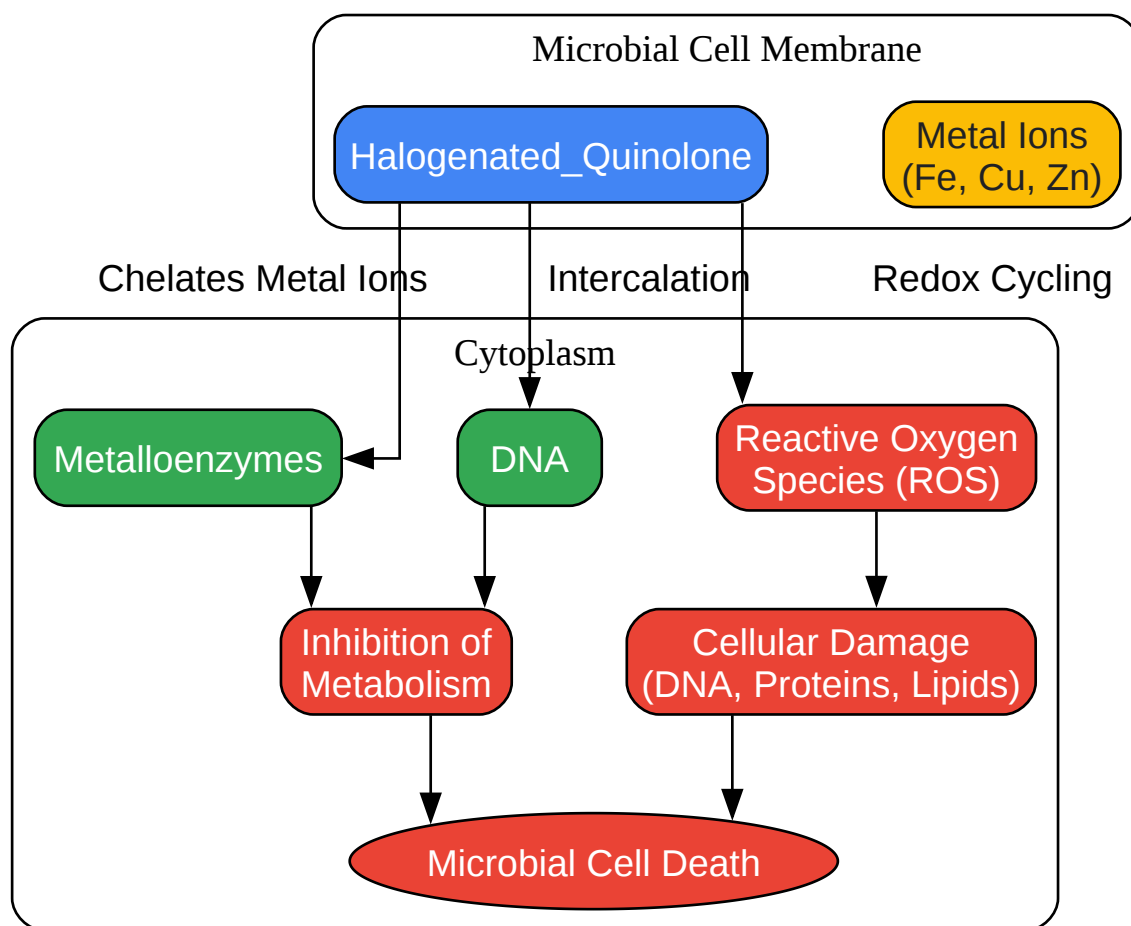 Microbial Cell Membrane
Halogenated_Quinolone
Metal Ions
(Fe, Cu, Zn)
Chelates Metal Ions
Intercalation
Redox Cycling
Cytoplasm
Metalloenzymes
DNA
Reactive Oxygen
Species (ROS)
Inhibition of
Metabolism
Cellular Damage
(DNA, Proteins, Lipids)
Microbial Cell Death